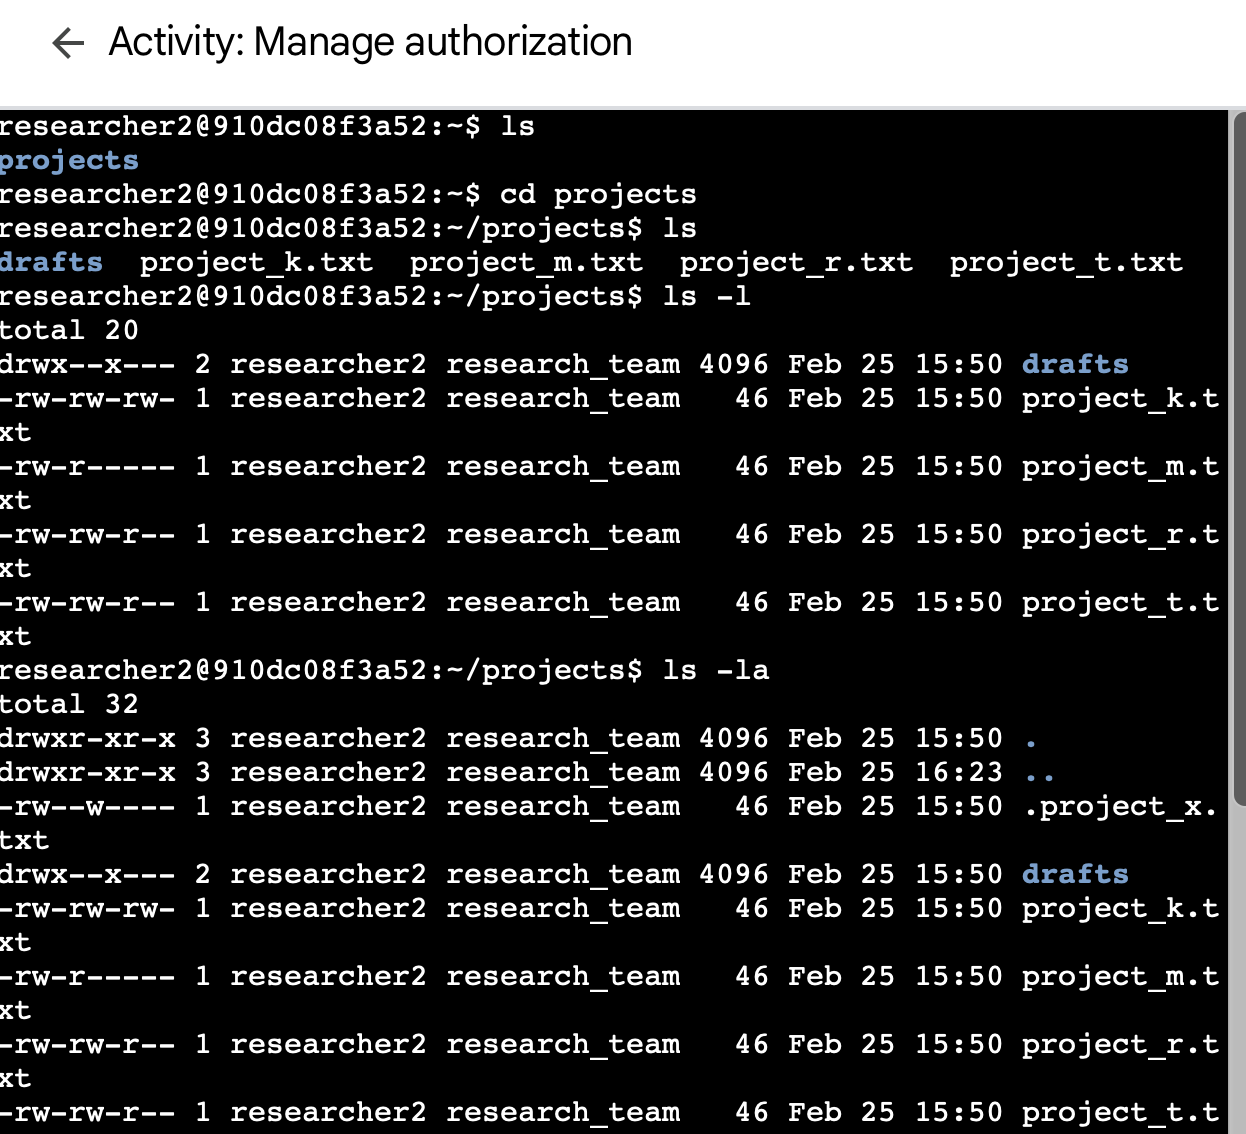 Activity: Manage authorization
researcher2@910dc08f3a52:~$ ls
projects
researcher2@910dc08f3a52:~$ cd projects
researcher2@910dc08f3a52:~/projects$ ls
drafts  project_k.txt  project_m.txt  project_r.txt  project_t.txt
researcher2@910dc08f3a52:~/projects$ ls -l
total 20
drwx--x--- 2 researcher2 research_team 4096 Feb 25 15:50 drafts
-rw-rw-rw- 1 researcher2 research_team   46 Feb 25 15:50 project_k.t
xt
-rw-r----- 1 researcher2 research_team   46 Feb 25 15:50 project_m.t
xt
-rw-rw-r-- 1 researcher2 research_team   46 Feb 25 15:50 project_r.t
xt
-rw-rw-r-- 1 researcher2 research_team   46 Feb 25 15:50 project_t.t
xt
researcher2@910dc08f3a52:~/projects$ ls -la
total 32
drwxr-xr-x 3 researcher2 research_team 4096 Feb 25 15:50 .
drwxr-xr-x 3 researcher2 research_team 4096 Feb 25 16:23 ..
-rw--w---- 1 researcher2 research_team   46 Feb 25 15:50 .project_x.
txt
drwx--x--- 2 researcher2 research_team 4096 Feb 25 15:50 drafts
-rw-rw-rw- 1 researcher2 research_team   46 Feb 25 15:50 project_k.t
xt
-rw-r----- 1 researcher2 research_team   46 Feb 25 15:50 project_m.t
xt
-rw-rw-r-- 1 researcher2 research_team   46 Feb 25 15:50 project_r.t
xt
-rw-rw-r-- 1 researcher2 research_team   46 Feb 25 15:50 project_t.t